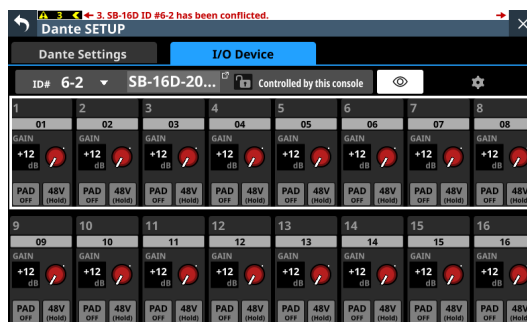 3 ← 3. SB-16D ID #6-2 has been conflicted. →
Dante SETUP
Dante Settings I/O Device
ID# 6-2 SB-16D-20... Controlled by this console
1 2 3 4 5 6 7 8
01 02 03 04 05 06 07 08
GAIN GAIN GAIN GAIN GAIN GAIN GAIN GAIN
+12 +12 +12 +12 +12 +12 +12 +12
dB dB dB dB dB dB dB dB
PAD 48V PAD 48V PAD 48V PAD 48V PAD 48V PAD 48V PAD 48V PAD 48V
OFF (Hold) OFF (Hold) OFF (Hold) OFF (Hold) OFF (Hold) OFF (Hold) OFF (Hold) OFF (Hold)
9 10 11 12 13 14 15 16
09 10 11 12 13 14 15 16
GAIN GAIN GAIN GAIN GAIN GAIN GAIN GAIN
+12 +12 +12 +12 +12 +12 +12 +12
dB dB dB dB dB dB dB dB
PAD 48V PAD 48V PAD 48V PAD 48V PAD 48V PAD 48V PAD 48V PAD 48V
OFF (Hold) OFF (Hold) OFF (Hold) OFF (Hold) OFF (Hold) OFF (Hold) OFF (Hold) OFF (Hold)